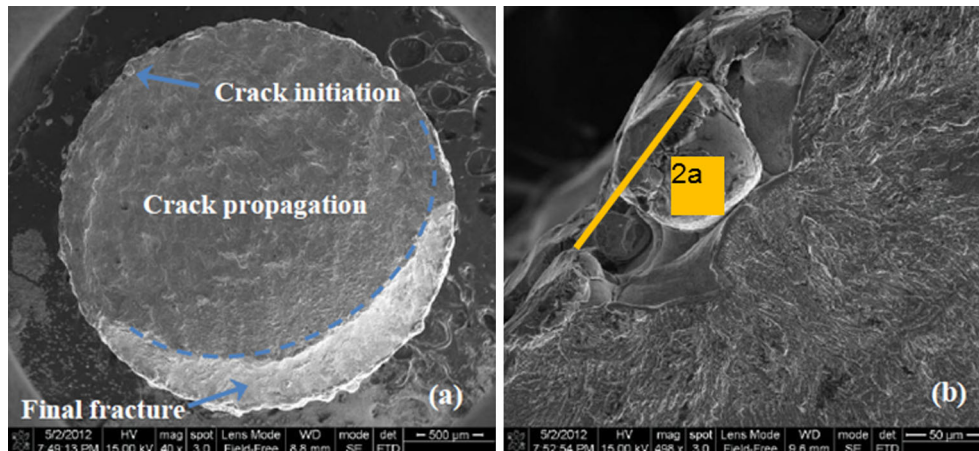 Crack initiation
Crack propagation
Final fracture
(a)
5/2/2012 HV mag spot Lens Mode WD mode det
7:49:13 PM 15.00 kV 40 x 3.0 Field-Free 8.8 mm SE ETD
500 µm
2a
(b)
5/2/2012 HV mag spot Lens Mode WD mode det
7:52:54 PM 15.00 kV 498 x 3.0 Field-Free 9.6 mm SE ETD
50 µm